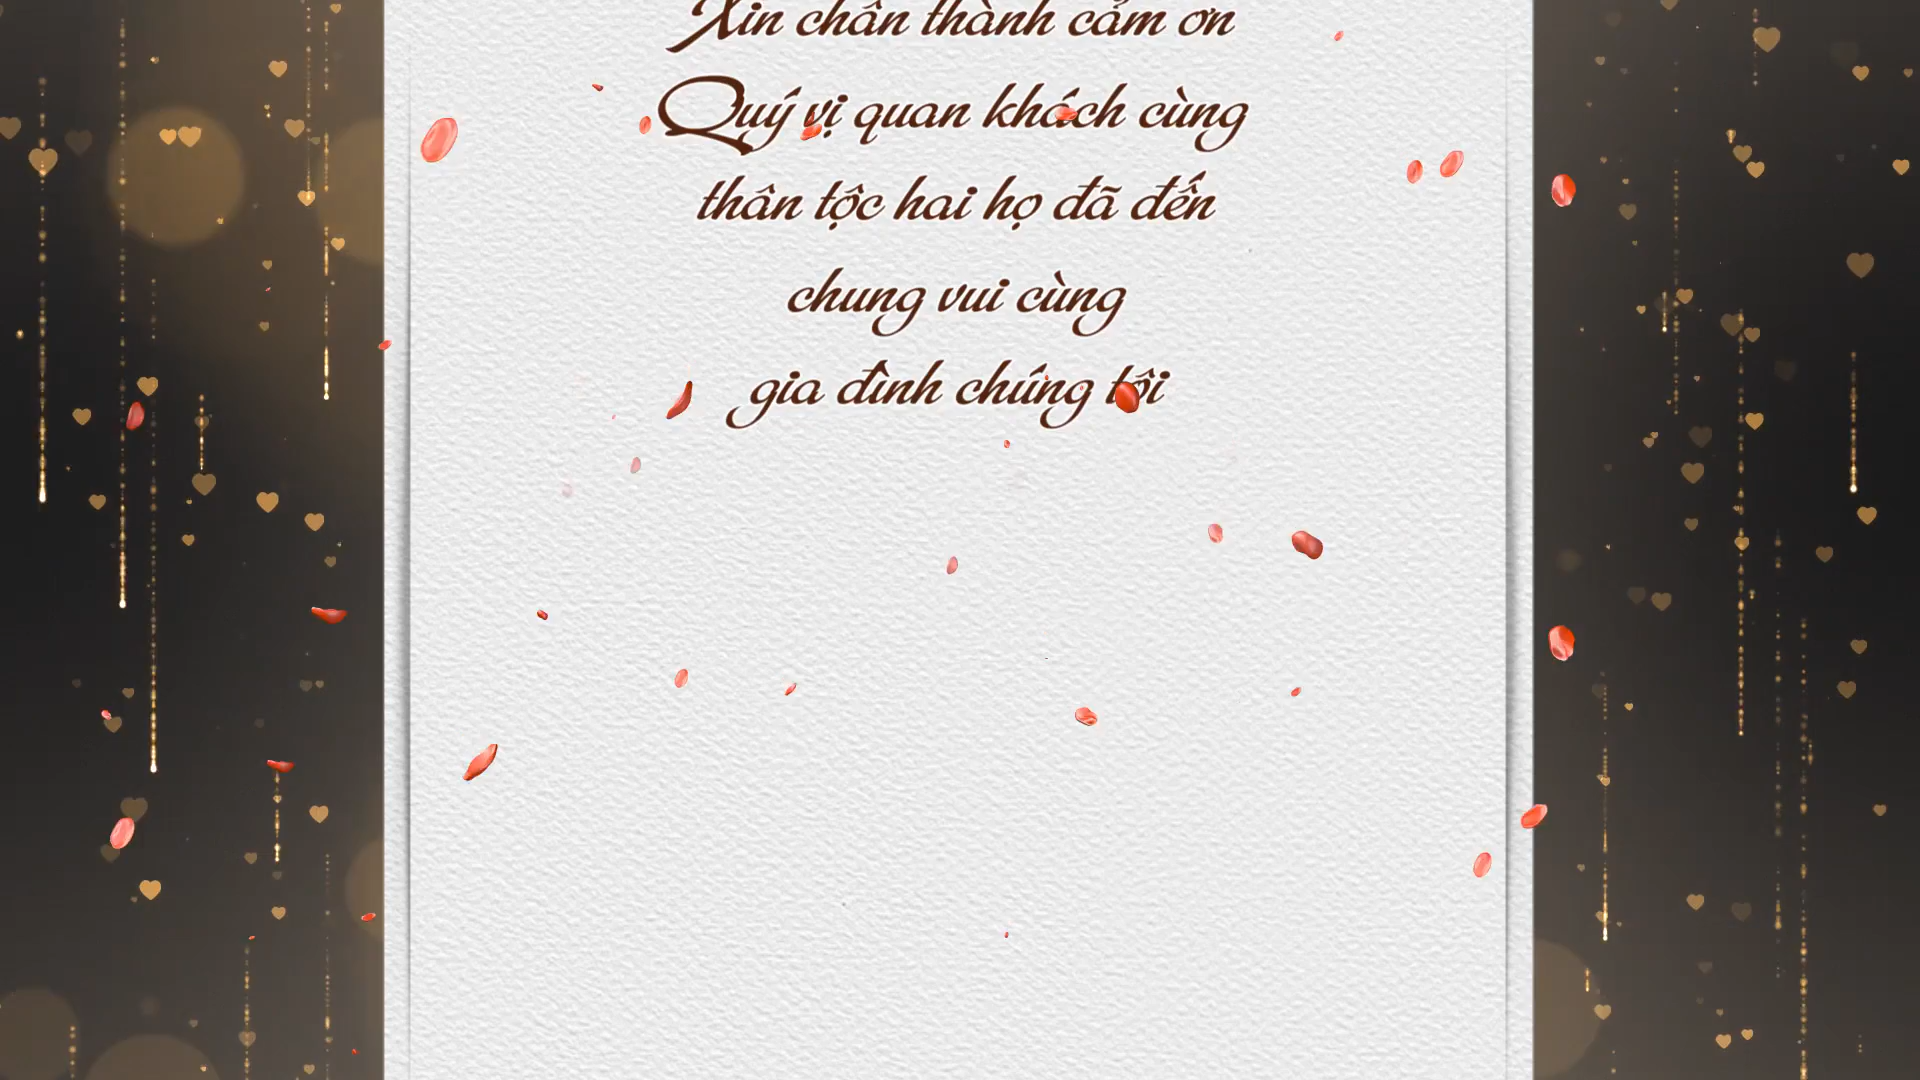 Xin chân thành cảm ơn
Quý vị quan khách cùng
thân tộc hai họ đã đến
chung vui cùng
gia đình chúng tôi